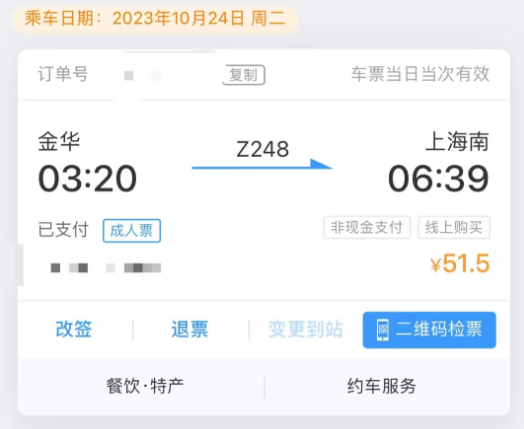 乘车日期：2023年10月24日 周二
订单号 复制 车票当日当次有效
金华 Z248 上海南
03:20 06:39
已支付 成人票 非现金支付 线上购买
¥51.5
改签 退票 变更到站 二维码检票
餐饮·特产 约车服务